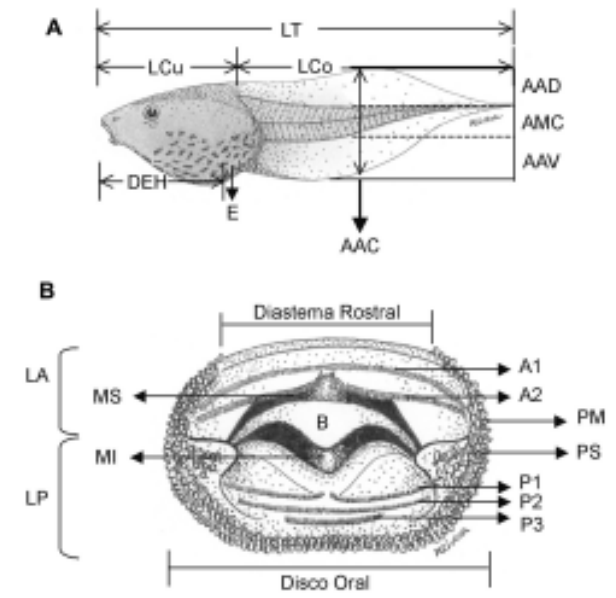 A
LT
LCu LCo
AAD
AMC
AAV
DEH
E
AAC
B
Diastema Rostral
LA
A1
MS A2
B PM
MI PS
P1
LP P2
P3
Disco Oral